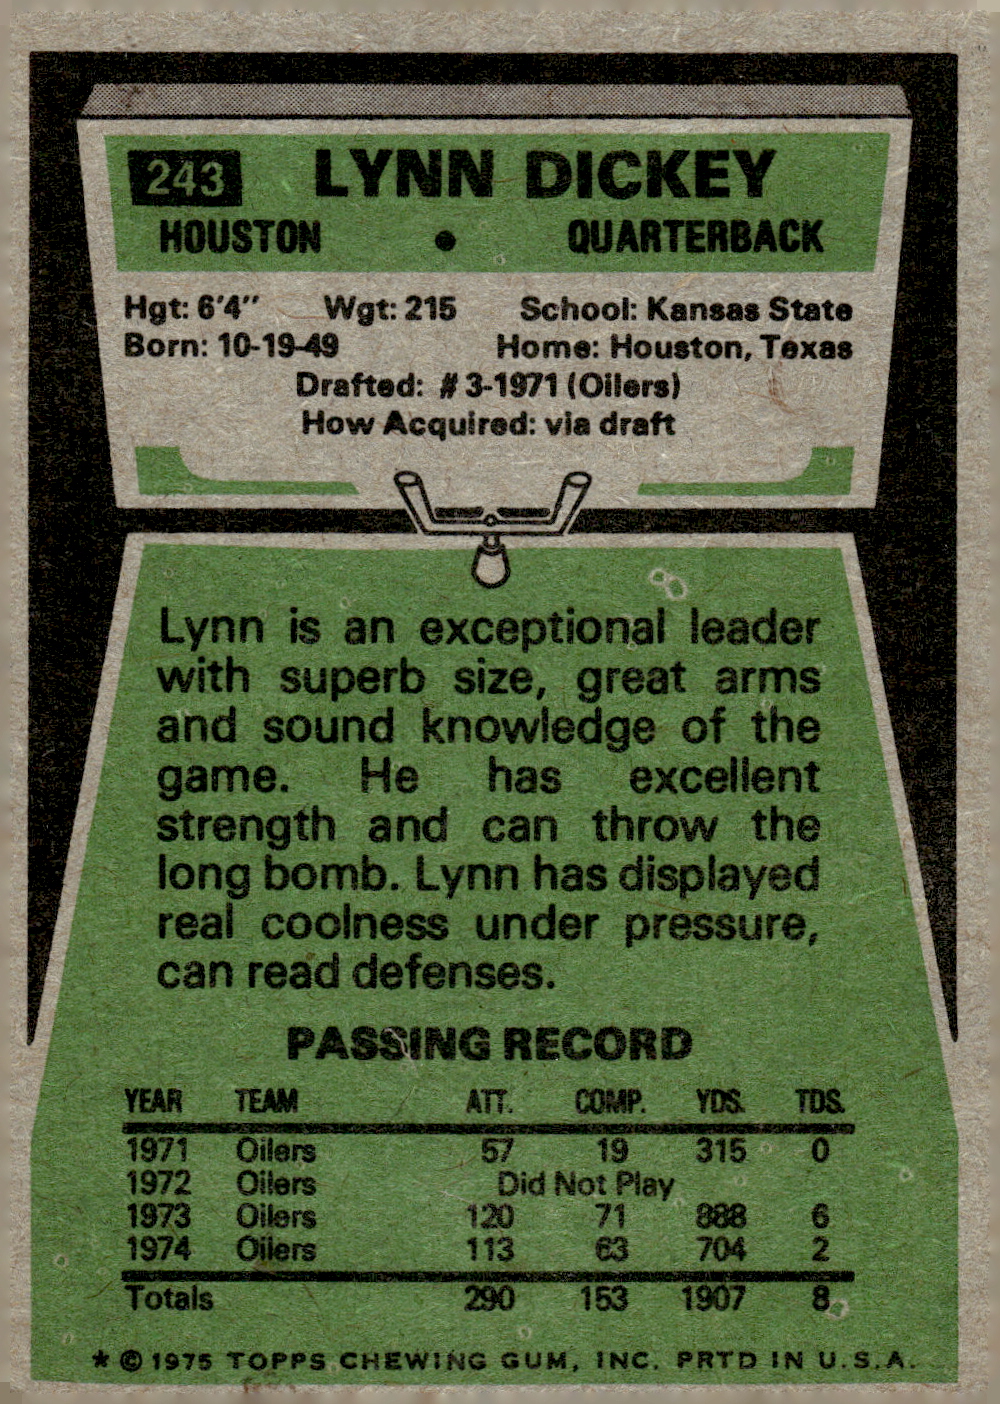 243 LYNN DICKEY
HOUSTON • QUARTERBACK
Hgt: 6'4" Wgt: 215 School: Kansas State
Born: 10-19-49 Home: Houston, Texas
Drafted: #3-1971 (Oilers)
How Acquired: via draft
Lynn is an exceptional leader
with superb size, great arms
and sound knowledge of the
game. He has excellent
strength and can throw the
long bomb. Lynn has displayed
real coolness under pressure,
can read defenses.
PASSING RECORD
YEAR TEAM ATT. COMP. YDS. TDS.
1971 Oilers 57 19 315 0
1972 Oilers Did Not Play
1973 Oilers 120 71 888 6
1974 Oilers 113 63 704 2
Totals 290 153 1907 8
* © 1975 TOPPS CHEWING GUM, INC. PRTD IN U.S.A.